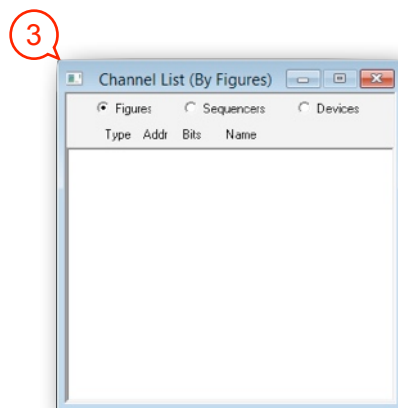 3
Channel List (By Figures)
Figures Sequencers Devices
Type Addr Bits Name